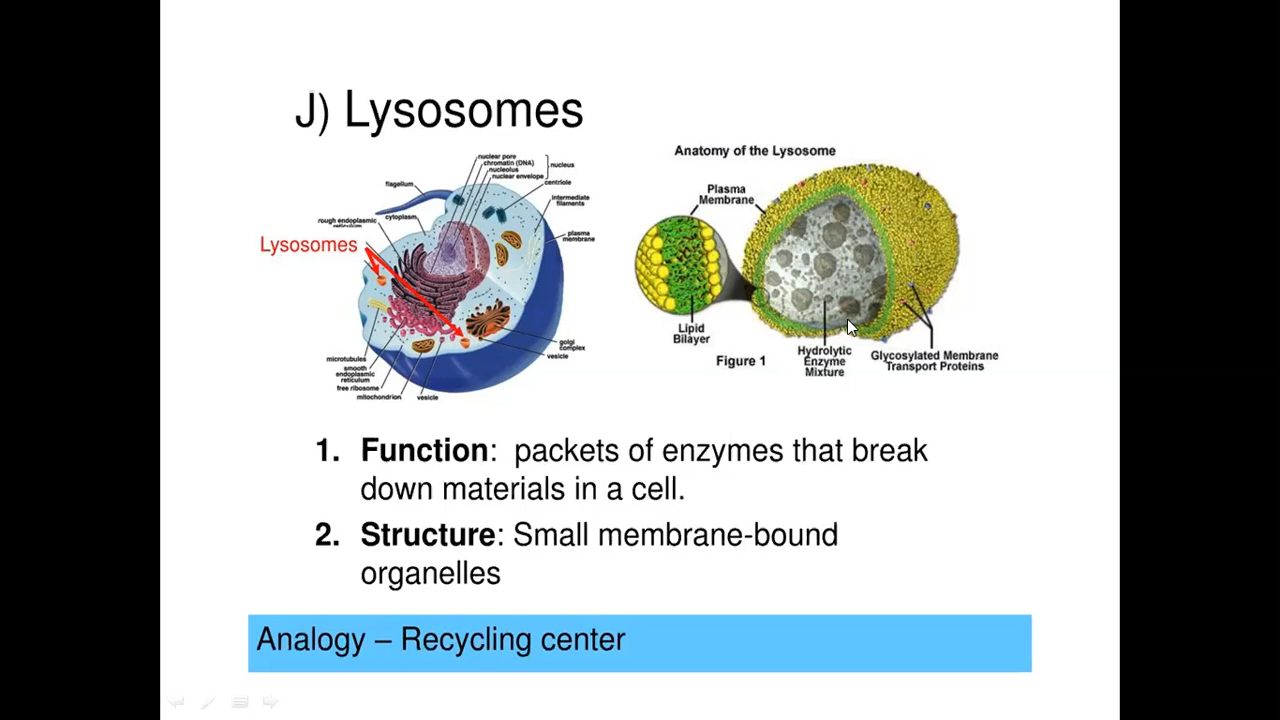 J) Lysosomes
nuclear pore
chromatin (DNA)
nucleolus
nuclear envelope
nucleus
flagellum
centriole
intermediate
filaments
rough endoplasmic
cytoplasm
Lysosomes
plasma
membrane
golgi
complex
vesicle
microtubules
smooth
endoplasmic
reticulum
free ribosome
mitochondrion
vesicle
Anatomy of the Lysosome
Plasma
Membrane
Lipid
Bilayer
Figure 1
Hydrolytic
Enzyme
Mixture
Glycosylated Membrane
Transport Proteins
1. Function: packets of enzymes that break
down materials in a cell.
2. Structure: Small membrane-bound
organelles
Analogy – Recycling center